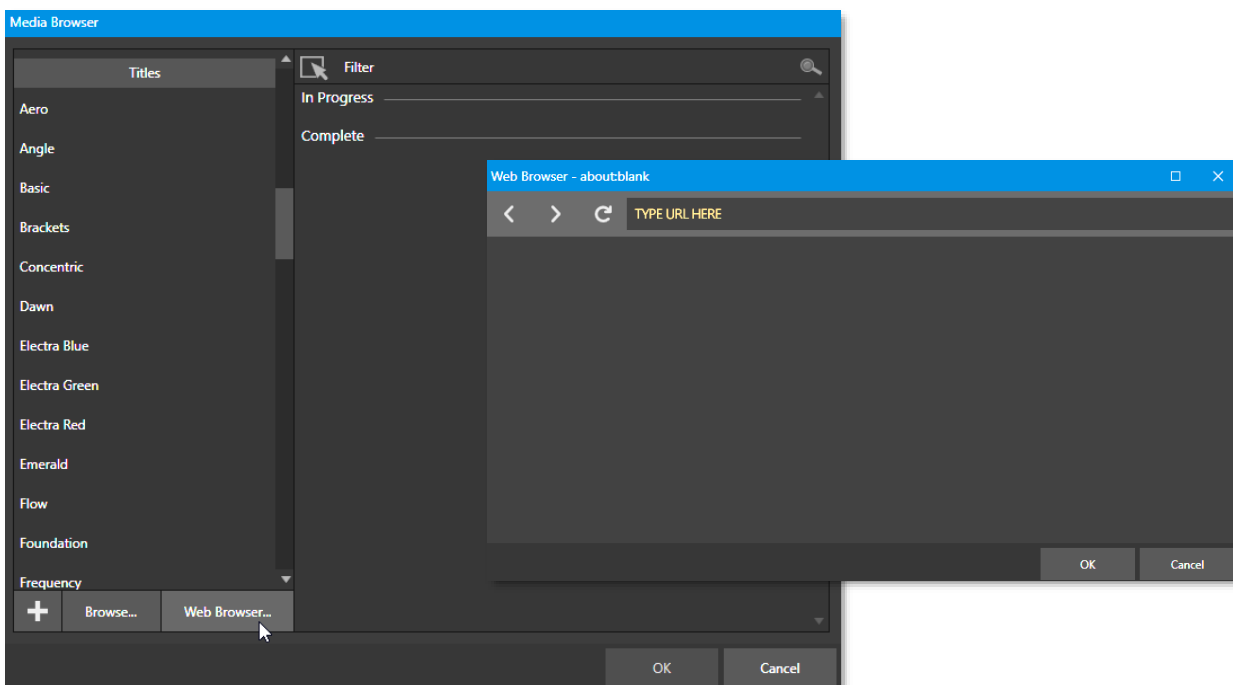 Media Browser
Titles
Aero
Angle
Basic
Brackets
Concentric
Dawn
Electra Blue
Electra Green
Electra Red
Emerald
Flow
Foundation
Frequency
Browse...
Web Browser...
Filter
In Progress
Complete
OK
Cancel
Web Browser - about:blank
TYPE URL HERE
OK
Cancel